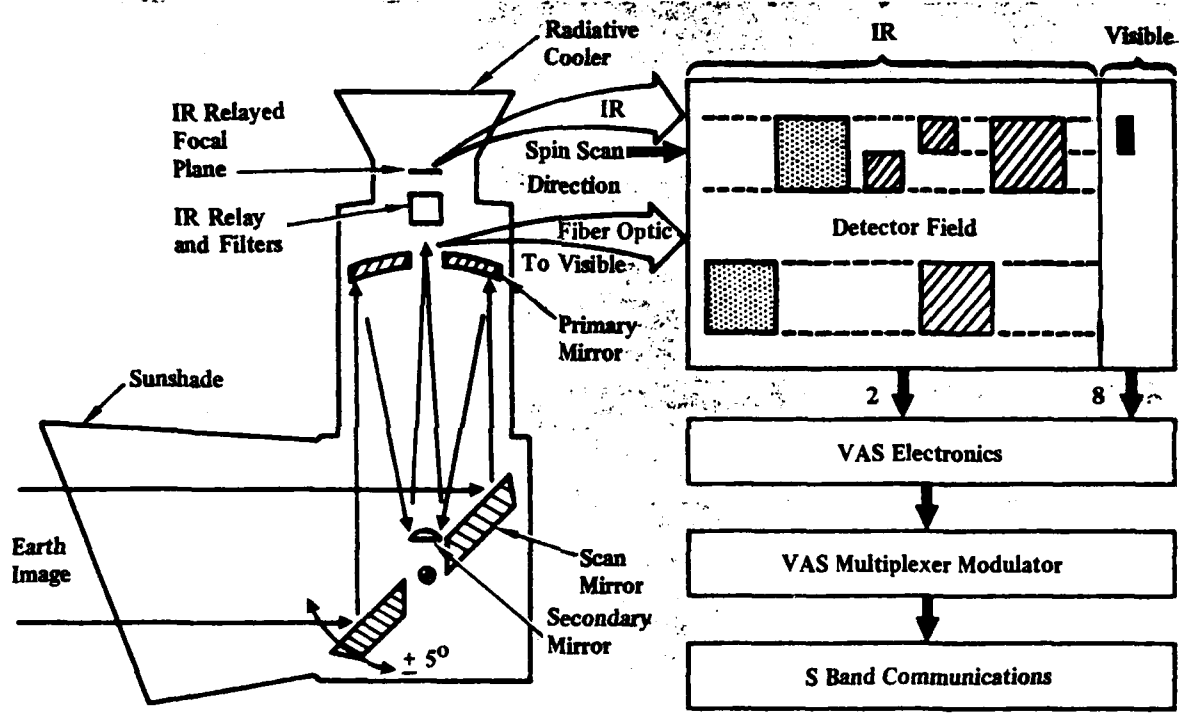 Radiative
Cooler
IR
Visible
IR Relayed
Focal
Plane
IR
Spin Scan
Direction
IR Relay
and Filters
Fiber Optic
To Visible
Detector Field
Primary
Mirror
Sunshade
2
8
VAS Electronics
Earth
Image
Scan
Mirror
VAS Multiplexer Modulator
Secondary
Mirror
± 5º
S Band Communications